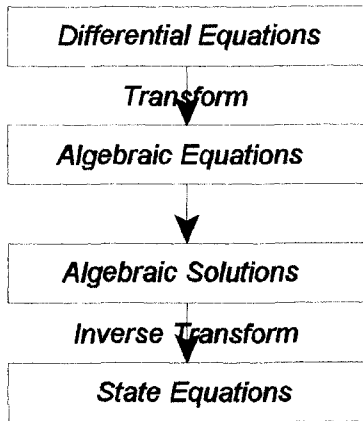 Differential Equations
Transform
Algebraic Equations
Algebraic Solutions
Inverse Transform
State Equations